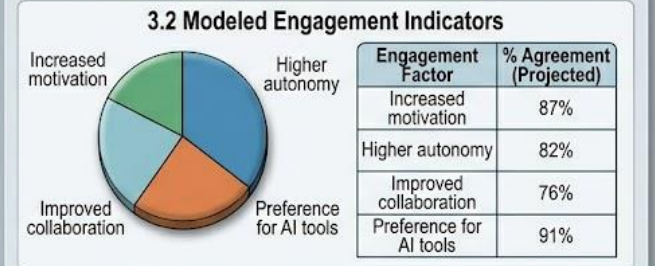 3.2 Modeled Engagement Indicators
Increased
motivation
Higher
autonomy
Improved
collaboration
Preference
for AI tools
Engagement
Factor
% Agreement
(Projected)
Increased
motivation
87%
Higher autonomy
82%
Improved
collaboration
76%
Preference for
AI tools
91%